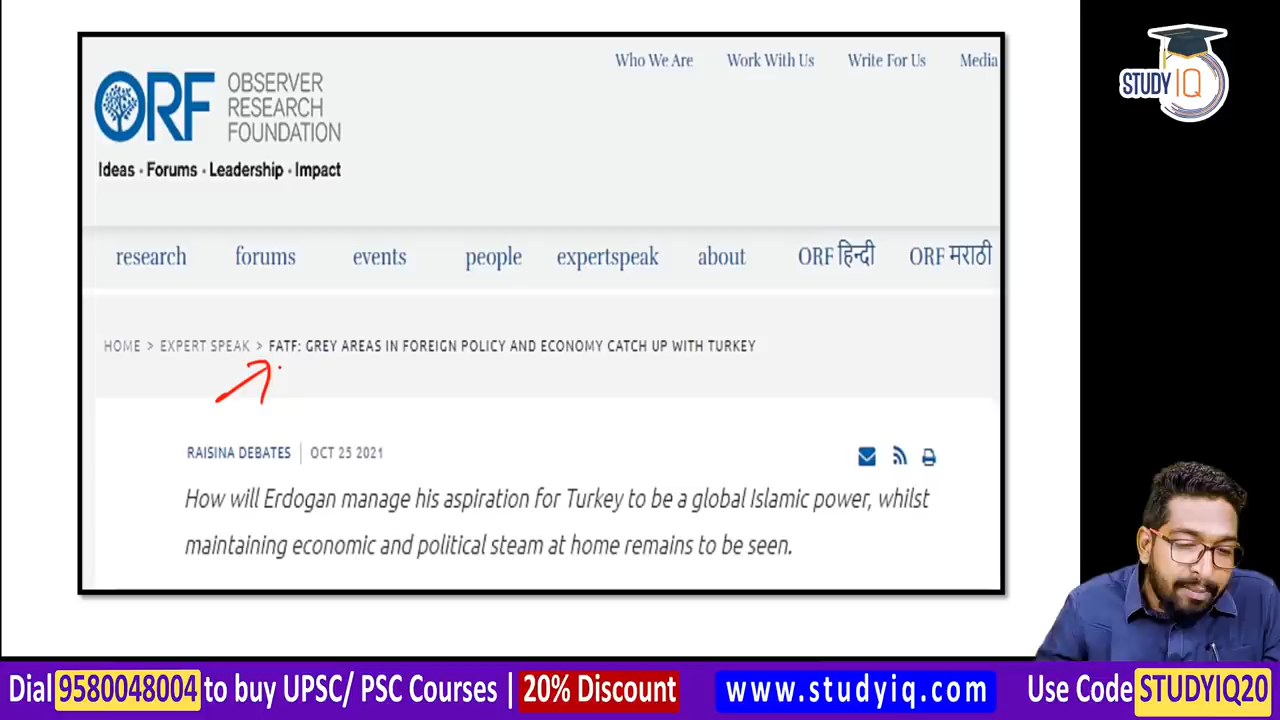 Who We Are Work With Us Write For Us Media
ORF OBSERVER
RESEARCH
FOUNDATION
Ideas · Forums · Leadership · Impact
STUDY IQ
research forums events people expertspeak about ORF हिन्दी ORF मराठी
HOME > EXPERT SPEAK > FATF: GREY AREAS IN FOREIGN POLICY AND ECONOMY CATCH UP WITH TURKEY
RAISINA DEBATES | OCT 25 2021
How will Erdogan manage his aspiration for Turkey to be a global Islamic power, whilst
maintaining economic and political steam at home remains to be seen.
Dial 9580048004 to buy UPSC/ PSC Courses | 20% Discount www.studyiq.com Use Code STUDYIQ20